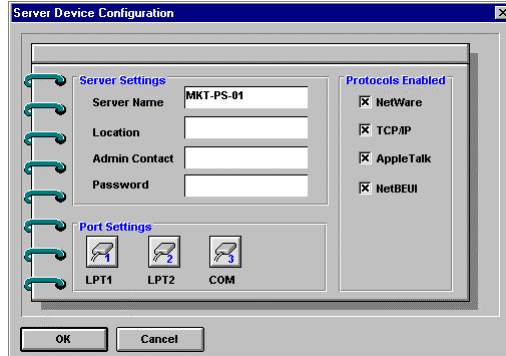 Server Device Configuration
Server Settings
Server Name MKT-PS-01
Location
Admin Contact
Password
Protocols Enabled
NetWare
TCP/IP
AppleTalk
NetBEUI
Port Settings
1 2 3
LPT1 LPT2 COM
OK Cancel